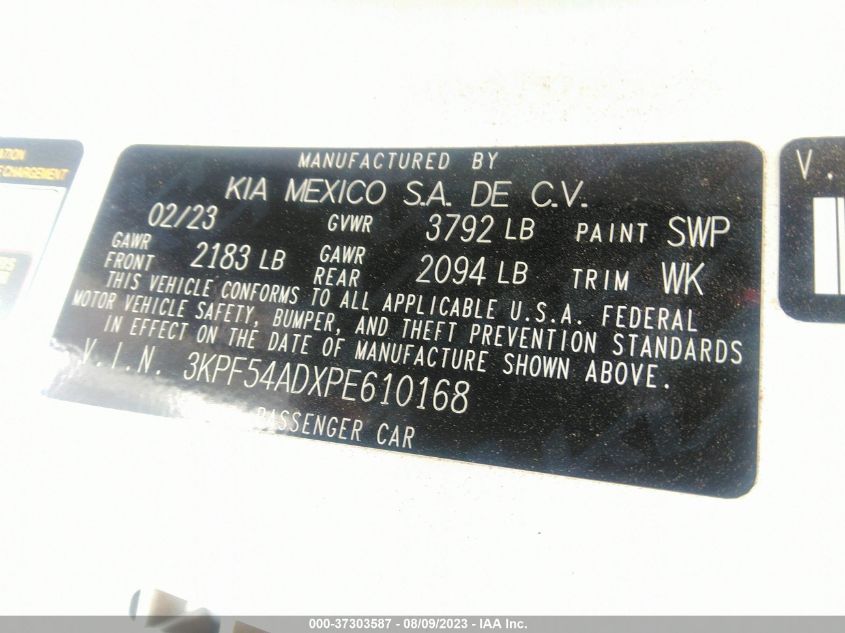 ATION
MANUFACTURED BY
V.
KIA MEXICO S.A. DE C.V.
02/23 GVWR 3792 LB PAINT SWP
GAWR FRONT 2183 LB GAWR REAR 2094 LB TRIM WK
THIS VEHICLE CONFORMS TO ALL APPLICABLE U.S.A. FEDERAL
MOTOR VEHICLE SAFETY, BUMPER, AND THEFT PREVENTION STANDARDS
IN EFFECT ON THE DATE OF MANUFACTURE SHOWN ABOVE.
V.I.N. 3KPF54ADXPE610168
PASSENGER CAR
000-37303587 - 08/09/2023 - IAA Inc.